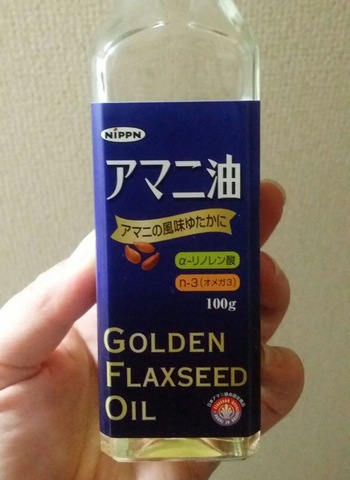 NiPPN
アマニ油
アマニの風味ゆたかに
α-リノレン酸
n-3(オメガ3)
100g
GOLDEN
FLAXSEED
OIL